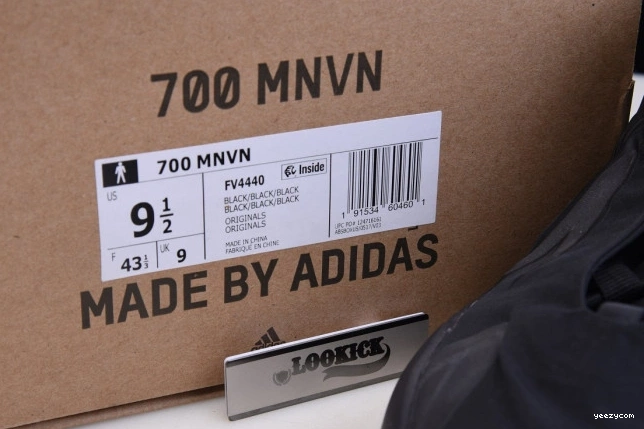 700 MNVN
700 MNVN
US
9 1/2
F
43 1/3
UK
9
FV4440
Inside
BLACK/BLACK/BLACK
BLACK/BLACK/BLACK
ORIGINALS
ORIGINALS
MADE IN CHINA
FABRIQUE EN CHINE
1 91534 60460 1
MADE BY ADIDAS
adidas
LOOKICK
yeezycom